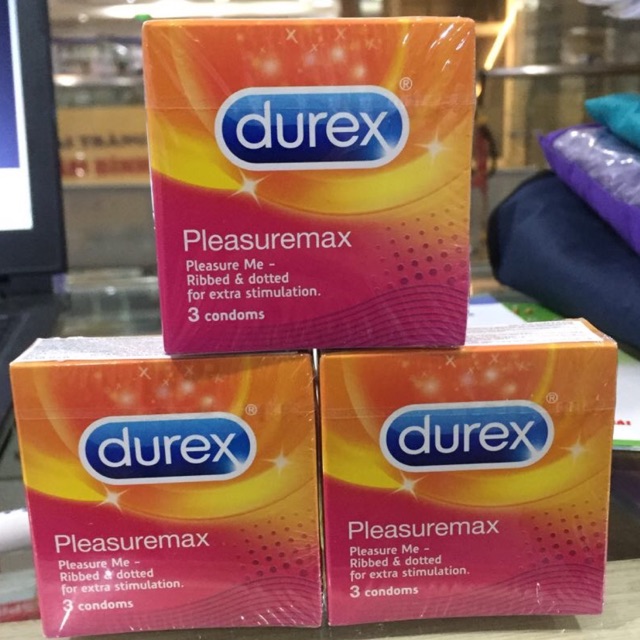 durex®
Pleasuremax
Pleasure Me –
Ribbed & dotted
for extra stimulation.
3 condoms
durex®
Pleasuremax
Pleasure Me –
Ribbed & dotted
for extra stimulation.
3 condoms
durex®
Pleasuremax
Pleasure Me –
Ribbed & dotted
for extra stimulation.
3 condoms